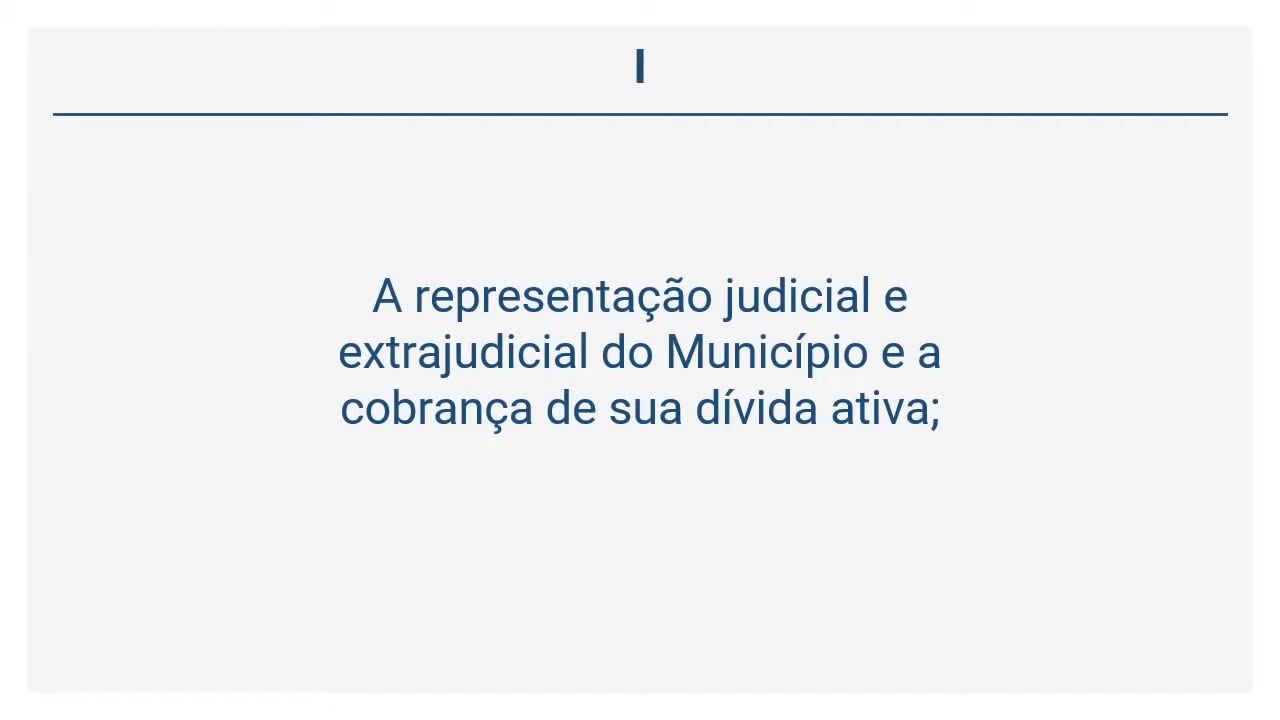 I
A representação judicial e
extrajudicial do Município e a
cobrança de sua dívida ativa;